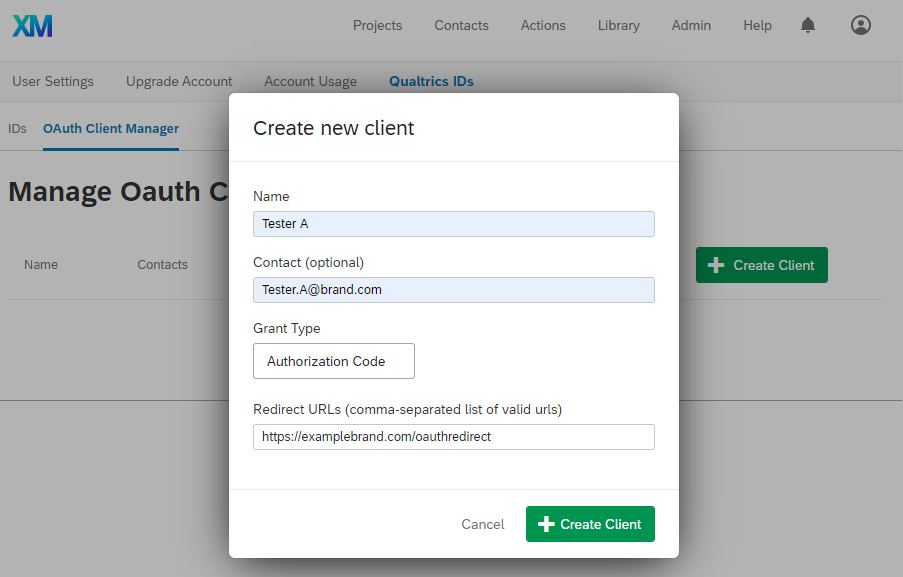 XM Projects Contacts Actions Library Admin Help
User Settings Upgrade Account Account Usage Qualtrics IDs
IDs OAuth Client Manager
Manage Oauth C
Name Contacts Create Client
Create new client
Name
Tester A
Contact (optional)
Tester.A@brand.com
Grant Type
Authorization Code
Redirect URLs (comma-separated list of valid urls)
https://examplebrand.com/oauthredirect
Cancel Create Client